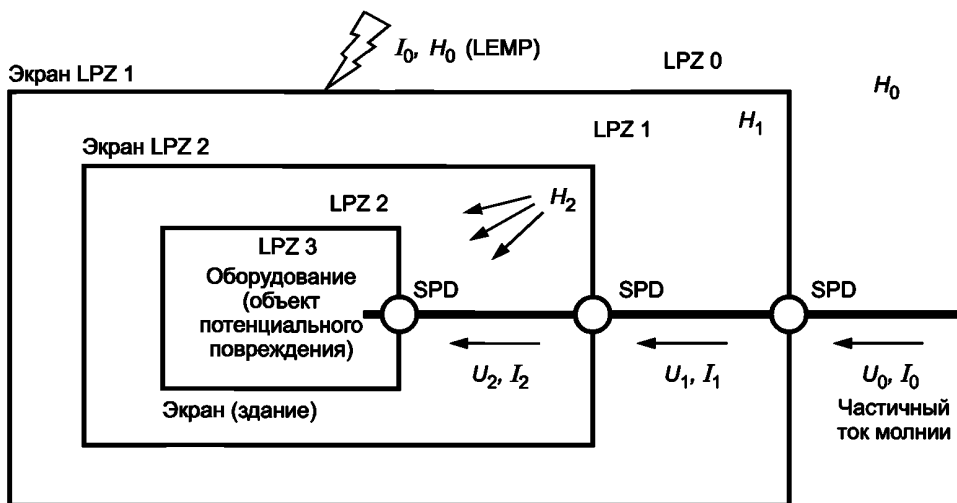 I₀, H₀ (LEMP)
LPZ 0
Экран LPZ 1
H₀
H₁
LPZ 1
Экран LPZ 2
LPZ 2
H₂
LPZ 3
Оборудование
(объект
потенциального
повреждения)
SPD
SPD
SPD
U₂, I₂
U₁, I₁
U₀, I₀
Экран (здание)
Частичный
ток молнии